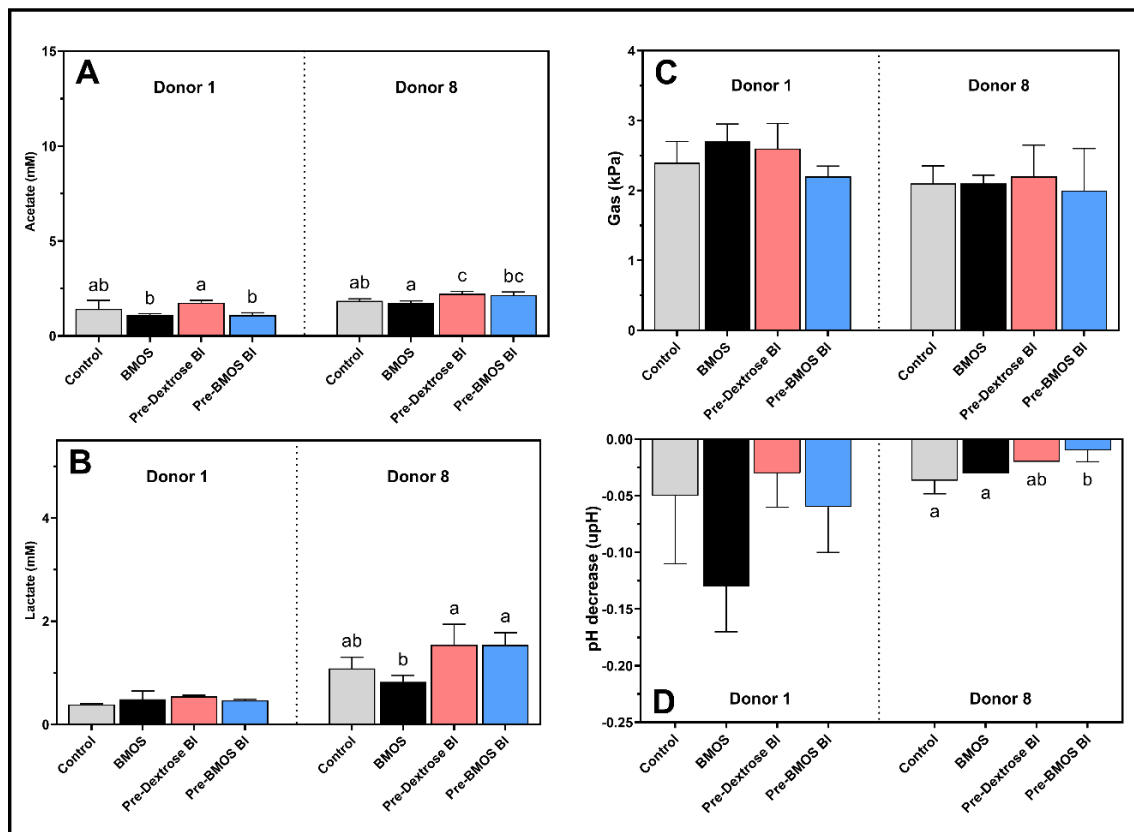 A
Donor 1
Donor 8
Acetate (mM)
15
10
5
0
ab
b
a
b
ab
a
c
bc
Control
BMOS
Pre-Dextrose BI
Pre-BMOS BI
Control
BMOS
Pre-Dextrose BI
Pre-BMOS BI
B
Donor 1
Donor 8
Lactate (mM)
4
2
0
ab
b
a
a
Control
BMOS
Pre-Dextrose BI
Pre-BMOS BI
Control
BMOS
Pre-Dextrose BI
Pre-BMOS BI
C
Donor 1
Donor 8
Gas (kPa)
4
3
2
1
0
Control
BMOS
Pre-Dextrose BI
Pre-BMOS BI
Control
BMOS
Pre-Dextrose BI
Pre-BMOS BI
pH decrease (upH)
0.00
-0.05
-0.10
-0.15
-0.20
-0.25
a
a
ab
b
D
Donor 1
Donor 8
Control
BMOS
Pre-Dextrose BI
Pre-BMOS BI
Control
BMOS
Pre-Dextrose BI
Pre-BMOS BI